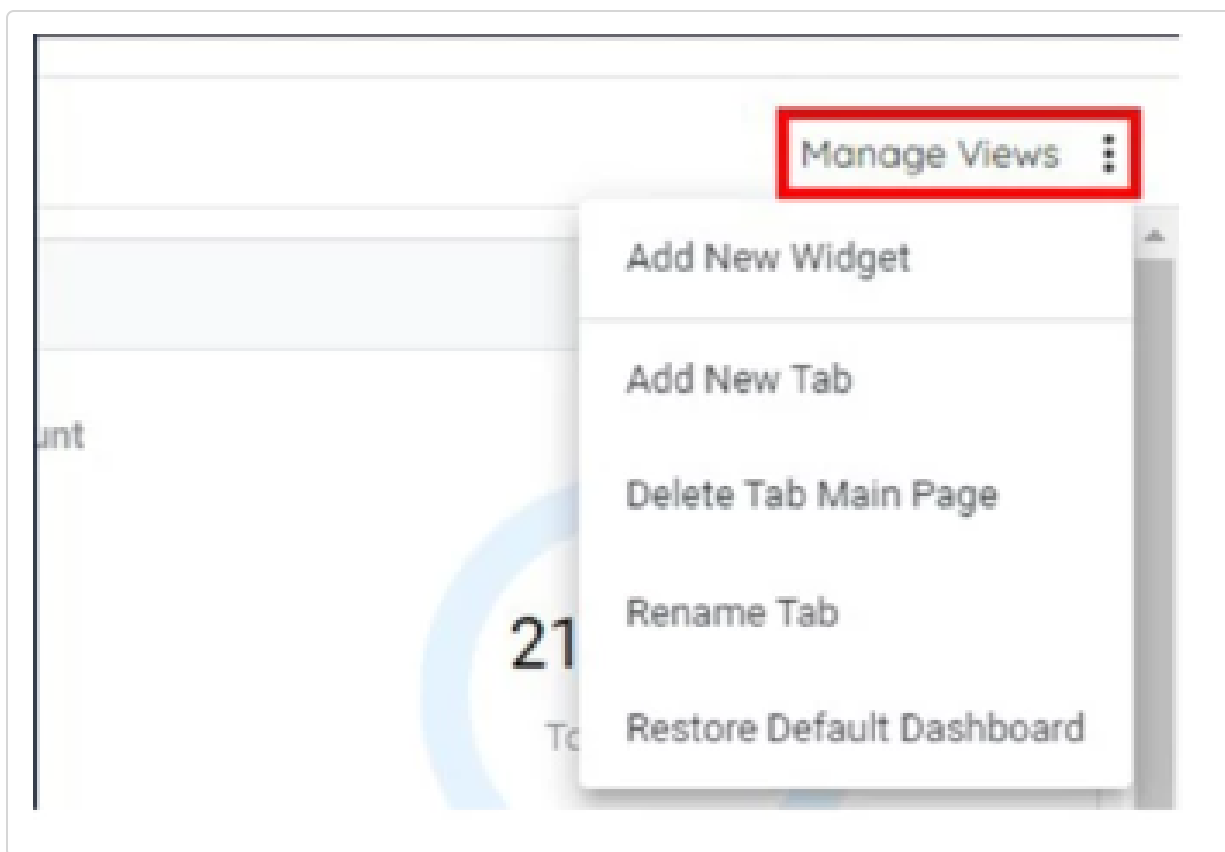 Manage Views
Add New Widget
Add New Tab
Delete Tab Main Page
Rename Tab
Restore Default Dashboard
21